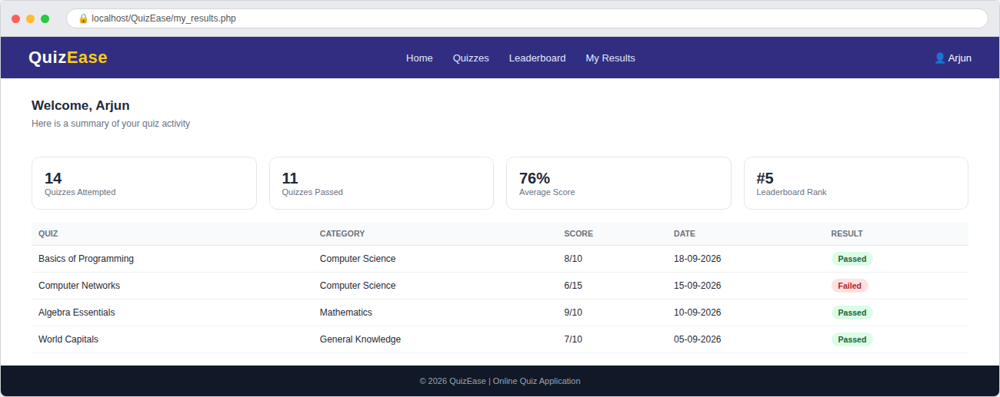 localhost/QuizEase/my_results.php
QuizEase Home Quizzes Leaderboard My Results Arjun
Welcome, Arjun
Here is a summary of your quiz activity
14 11 76% #5
Quizzes Attempted Quizzes Passed Average Score Leaderboard Rank
QUIZ CATEGORY SCORE DATE RESULT
Basics of Programming Computer Science 8/10 18-09-2026 Passed
Computer Networks Computer Science 6/15 15-09-2026 Failed
Algebra Essentials Mathematics 9/10 10-09-2026 Passed
World Capitals General Knowledge 7/10 05-09-2026 Passed
© 2026 QuizEase | Online Quiz Application